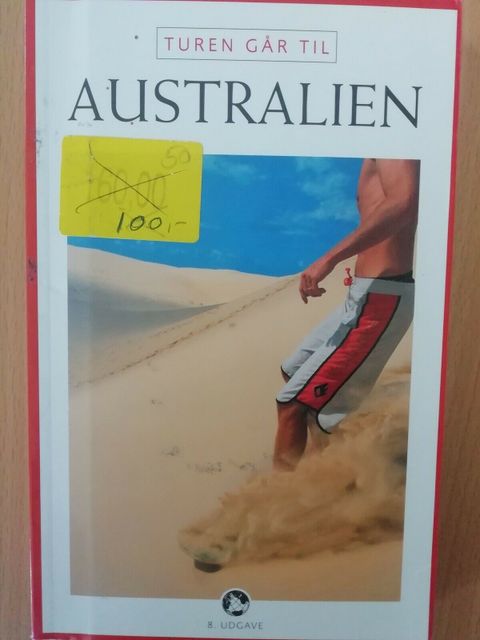 TUREN GÅR TIL
AUSTRALIEN
50
160,00
100,-
8. UDGAVE